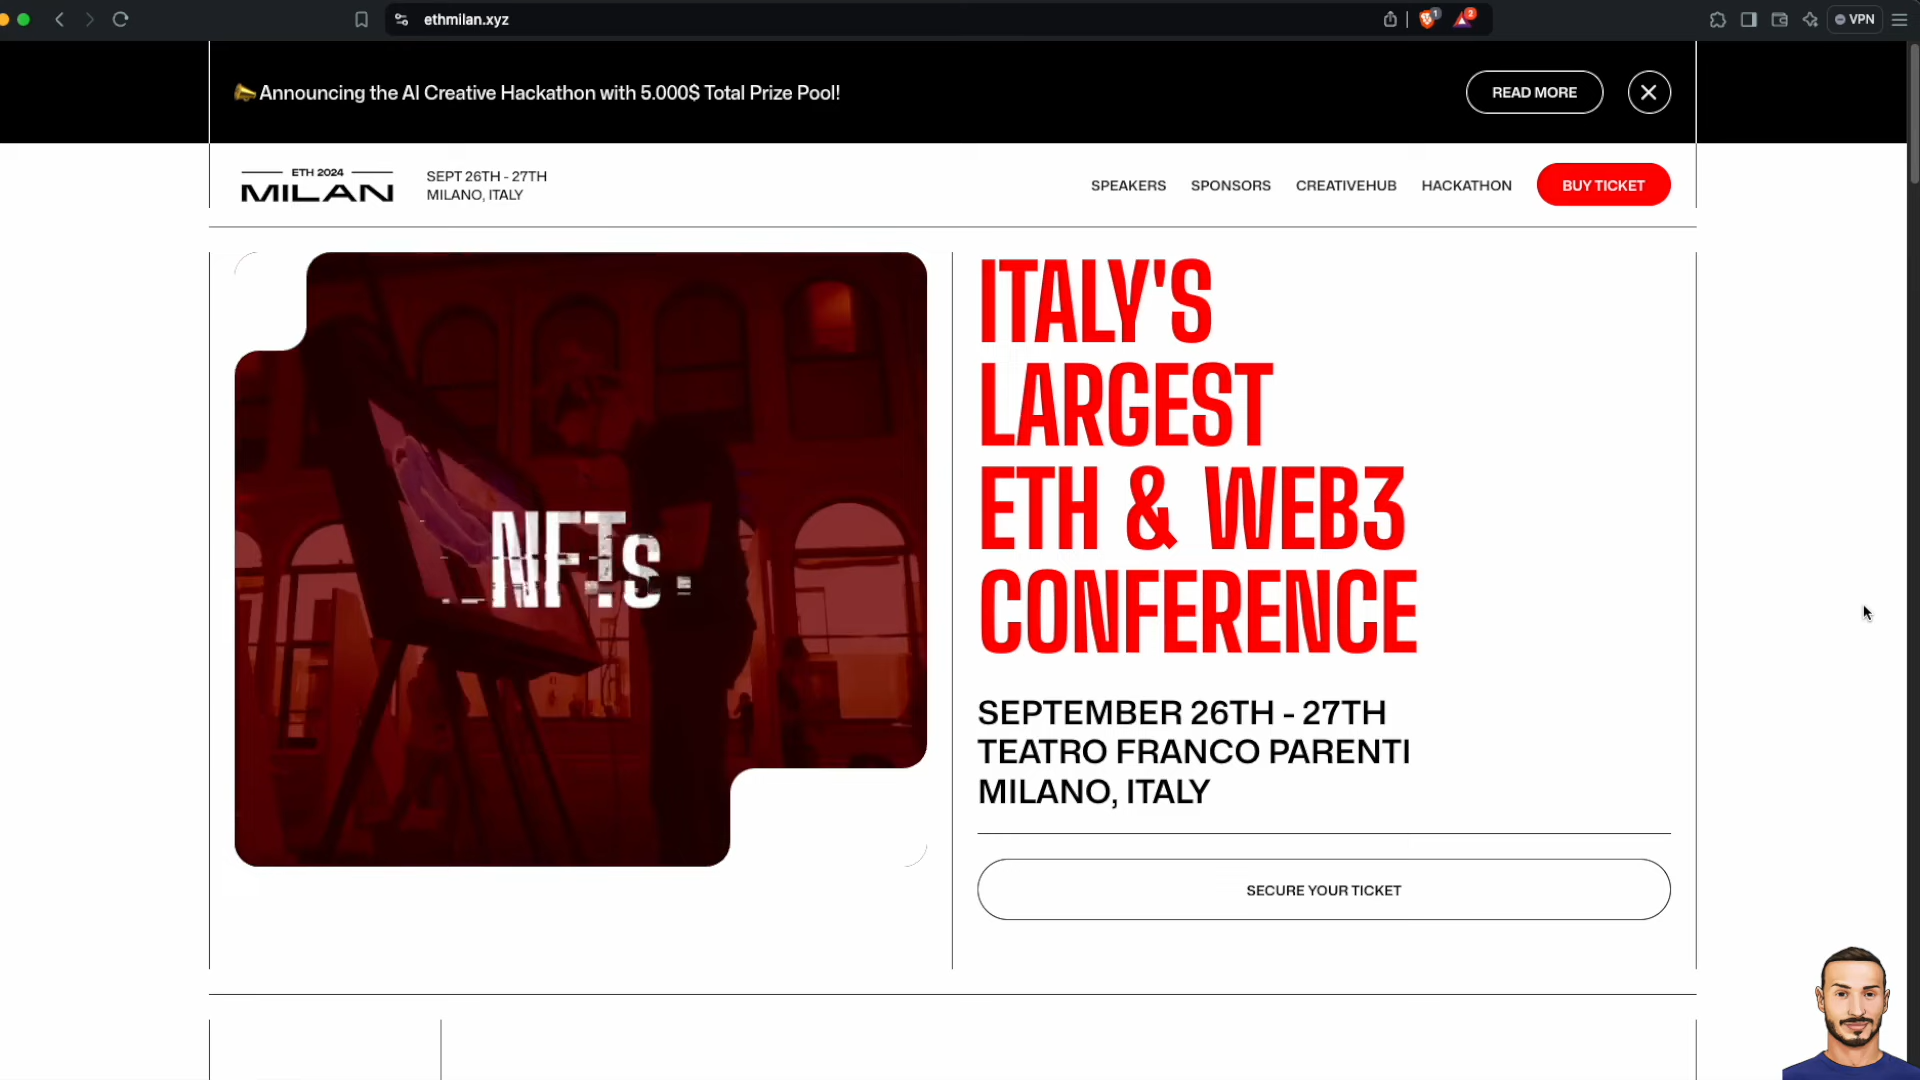 ethmilan.xyz
1
2
VPN
Announcing the AI Creative Hackathon with 5.000$ Total Prize Pool!
READ MORE
ETH 2024
MILAN
SEPT 26TH - 27TH
MILANO, ITALY
SPEAKERS
SPONSORS
CREATIVEHUB
HACKATHON
BUY TICKET
NFTs
ITALY'S
LARGEST
ETH & WEB3
CONFERENCE
SEPTEMBER 26TH - 27TH
TEATRO FRANCO PARENTI
MILANO, ITALY
SECURE YOUR TICKET